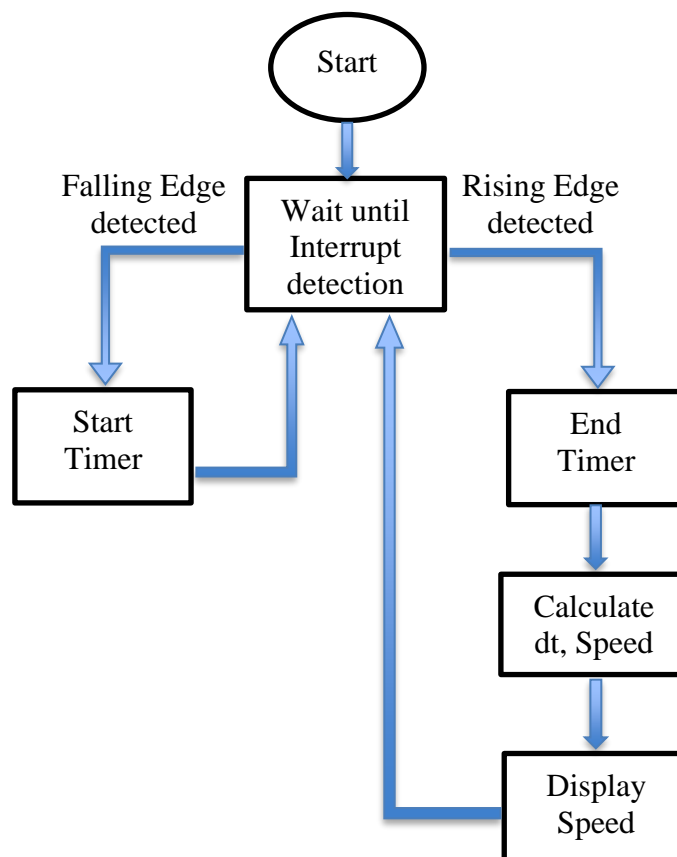 Start
Falling Edge
detected
Wait until
Interrupt
detection
Rising Edge
detected
Start
Timer
End
Timer
Calculate
dt, Speed
Display
Speed